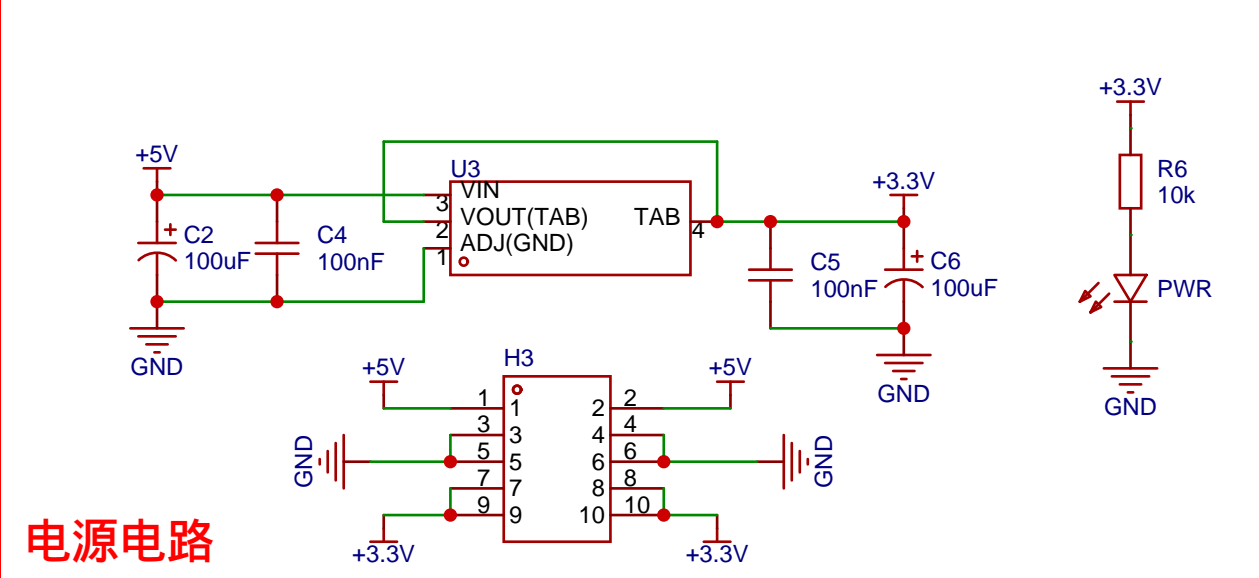 +3.3V
R6
10k
PWR
GND
+5V
C2
100uF
C4
100nF
GND
U3
VIN
VOUT(TAB)
ADJ(GND)
TAB
3
2
1
4
+3.3V
C5
100nF
C6
100uF
GND
H3
+5V
+5V
1 1 2 2
3 3 4 4
GND
5 5 6 6
GND
7 7 8 8
9 9 10 10
+3.3V
+3.3V
电源电路